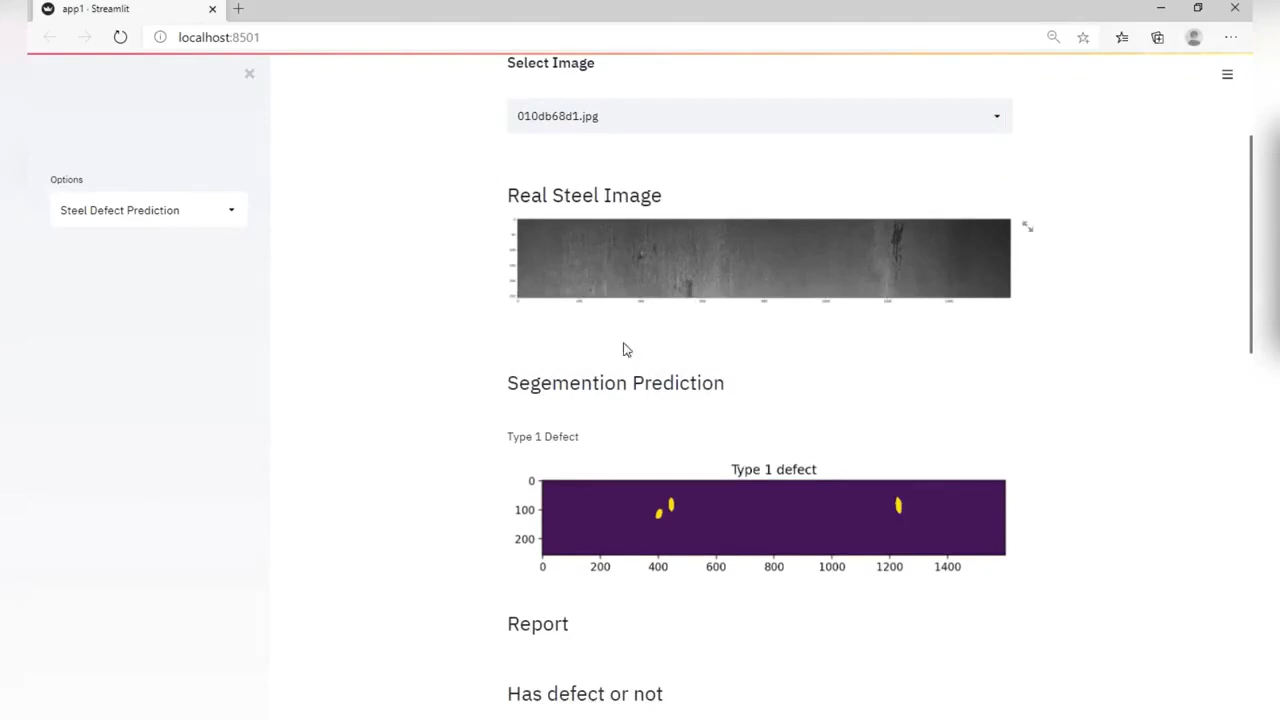 app1 · Streamlit
localhost:8501
Select Image
010db68d1.jpg
Options
Steel Defect Prediction
Real Steel Image
Segemention Prediction
Type 1 Defect
Type 1 defect
0
100
200
0 200 400 600 800 1000 1200 1400
Report
Has defect or not